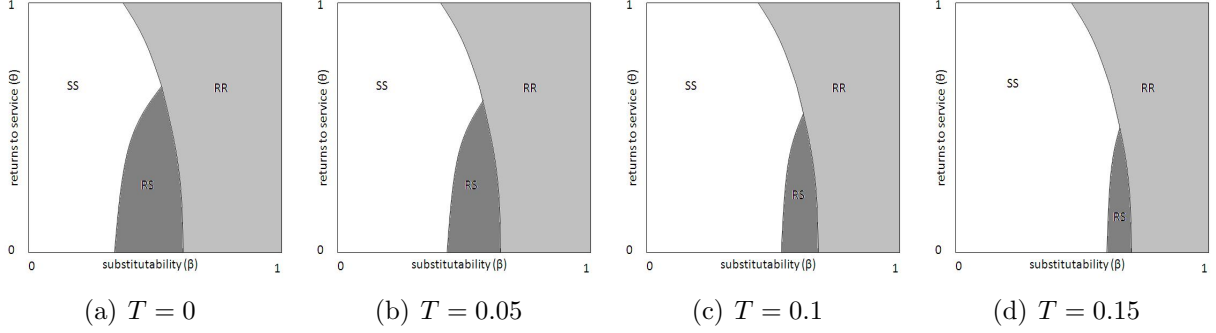 1
SS
RR
RS
returns to service (θ)
0
0
substitutability (β)
1
(a) T = 0
1
SS
RR
RS
returns to service (θ)
0
0
substitutability (β)
1
(b) T = 0.05
1
SS
RR
RS
returns to service (θ)
0
0
substitutability (β)
1
(c) T = 0.1
1
SS
RR
RS
returns to service (θ)
0
0
substitutability (β)
1
(d) T = 0.15